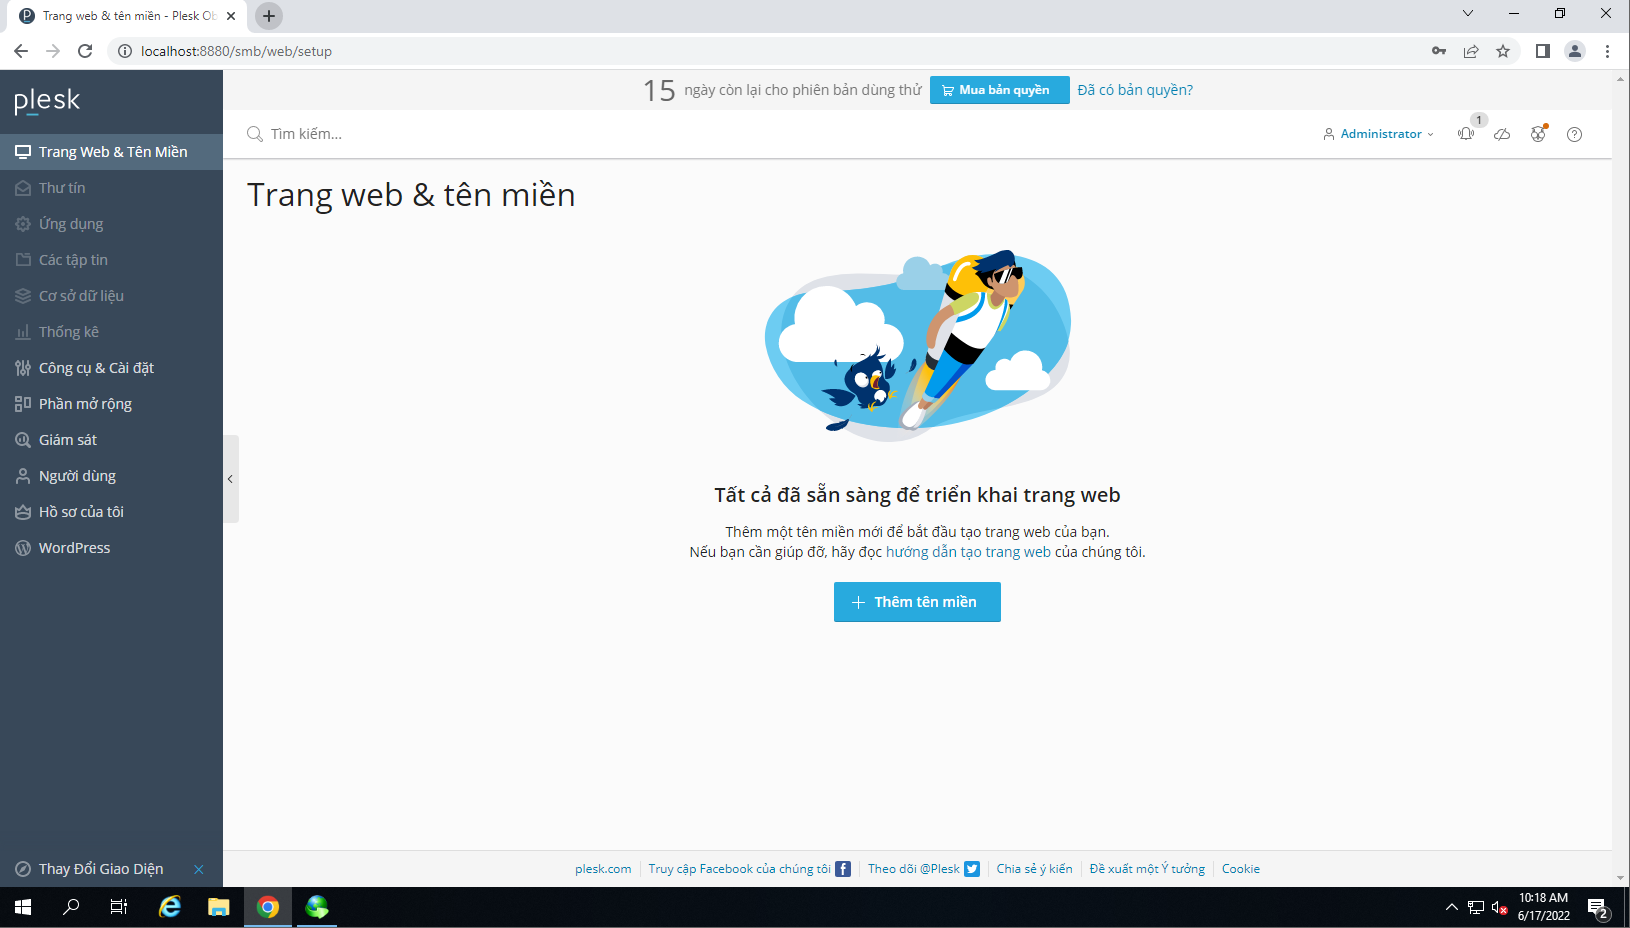 Trang web & tên miền - Plesk Ob
localhost:8880/smb/web/setup
plesk
15 ngày còn lại cho phiên bản dùng thử Mua bản quyền Đã có bản quyền?
Tìm kiếm...
Administrator
1
Trang Web & Tên Miền
Thư tín
Ứng dụng
Các tập tin
Cơ sở dữ liệu
Thống kê
Công cụ & Cài đặt
Phần mở rộng
Giám sát
Người dùng
Hồ sơ của tôi
WordPress
Thay Đổi Giao Diện
Trang web & tên miền
Tất cả đã sẵn sàng để triển khai trang web
Thêm một tên miền mới để bắt đầu tạo trang web của bạn.
Nếu bạn cần giúp đỡ, hãy đọc hướng dẫn tạo trang web của chúng tôi.
Thêm tên miền
plesk.com Truy cập Facebook của chúng tôi Theo dõi @Plesk Chia sẻ ý kiến Đề xuất một Ý tưởng Cookie
10:18 AM
6/17/2022
2